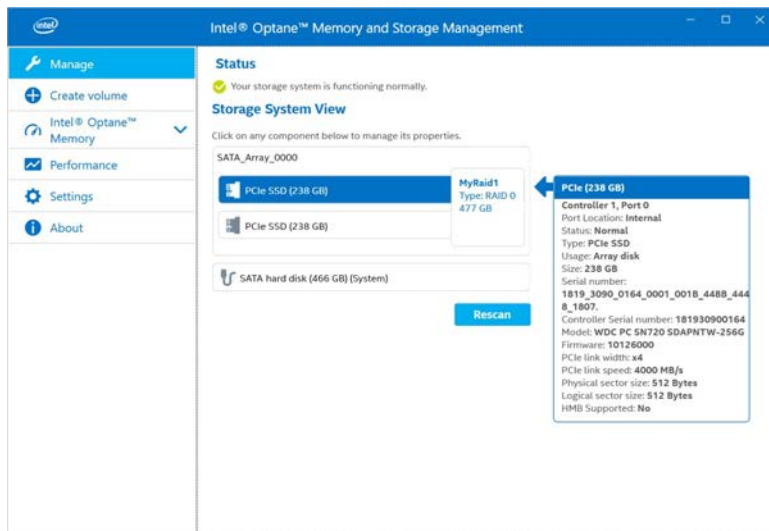 intel
Intel® Optane™ Memory and Storage Management
Manage
Create volume
Intel® Optane™
Memory
Performance
Settings
About
Status
Your storage system is functioning normally.
Storage System View
Click on any component below to manage its properties.
SATA_Array_0000
PCIe SSD (238 GB)
PCIe SSD (238 GB)
MyRaid1
Type: RAID 0
477 GB
SATA hard disk (466 GB) (System)
Rescan
PCIe (238 GB)
Controller 1, Port 0
Port Location: Internal
Status: Normal
Type: PCIe SSD
Usage: Array disk
Size: 238 GB
Serial number:
1819_3090_0164_0001_001B_448B_444
8_1807.
Controller Serial number: 181930900164
Model: WDC PC SN720 SDAPNTW-256G
Firmware: 10126000
PCIe link width: x4
PCIe link speed: 4000 MB/s
Physical sector size: 512 Bytes
Logical sector size: 512 Bytes
HMB Supported: No